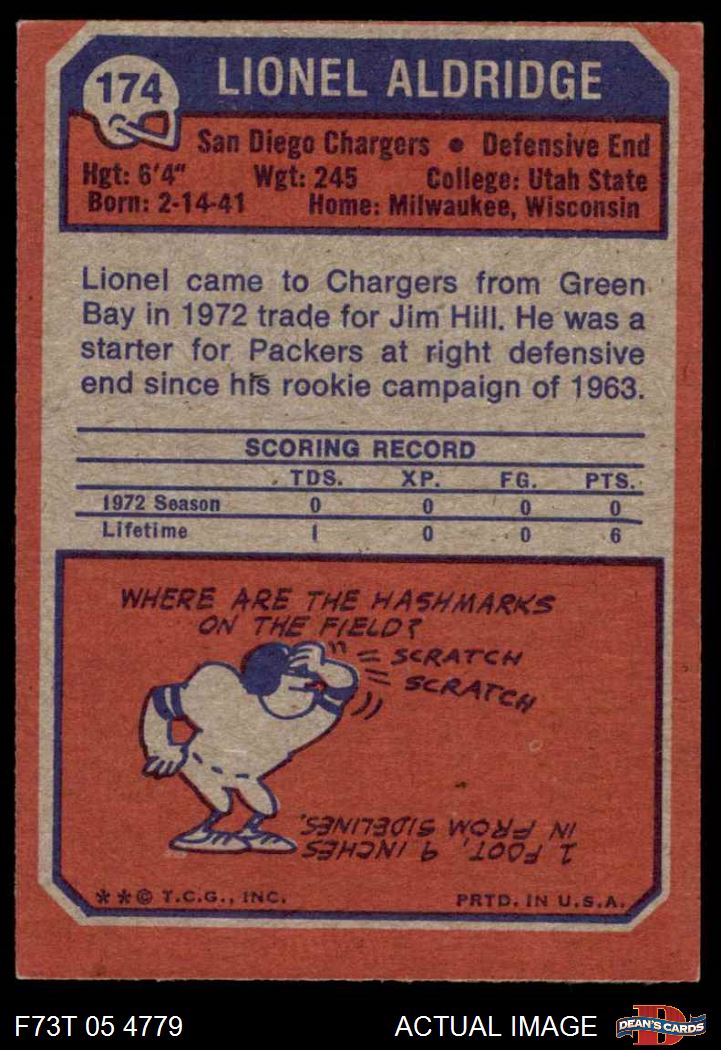 174
LIONEL ALDRIDGE
San Diego Chargers • Defensive End
Hgt: 6'4" Wgt: 245 College: Utah State
Born: 2-14-41 Home: Milwaukee, Wisconsin
Lionel came to Chargers from Green
Bay in 1972 trade for Jim Hill. He was a
starter for Packers at right defensive
end since his rookie campaign of 1963.
SCORING RECORD
TDS. XP. FG. PTS.
1972 Season 0 0 0 0
Lifetime 1 0 0 6
WHERE ARE THE HASHMARKS
ON THE FIELD?
SCRATCH
SCRATCH
1 FOOT, 9 INCHES
IN FROM SIDELINES.
**© T.C.G., INC. PRTD. IN U.S.A.
F73T 05 4779 ACTUAL IMAGE
D
DEAN'S CARDS